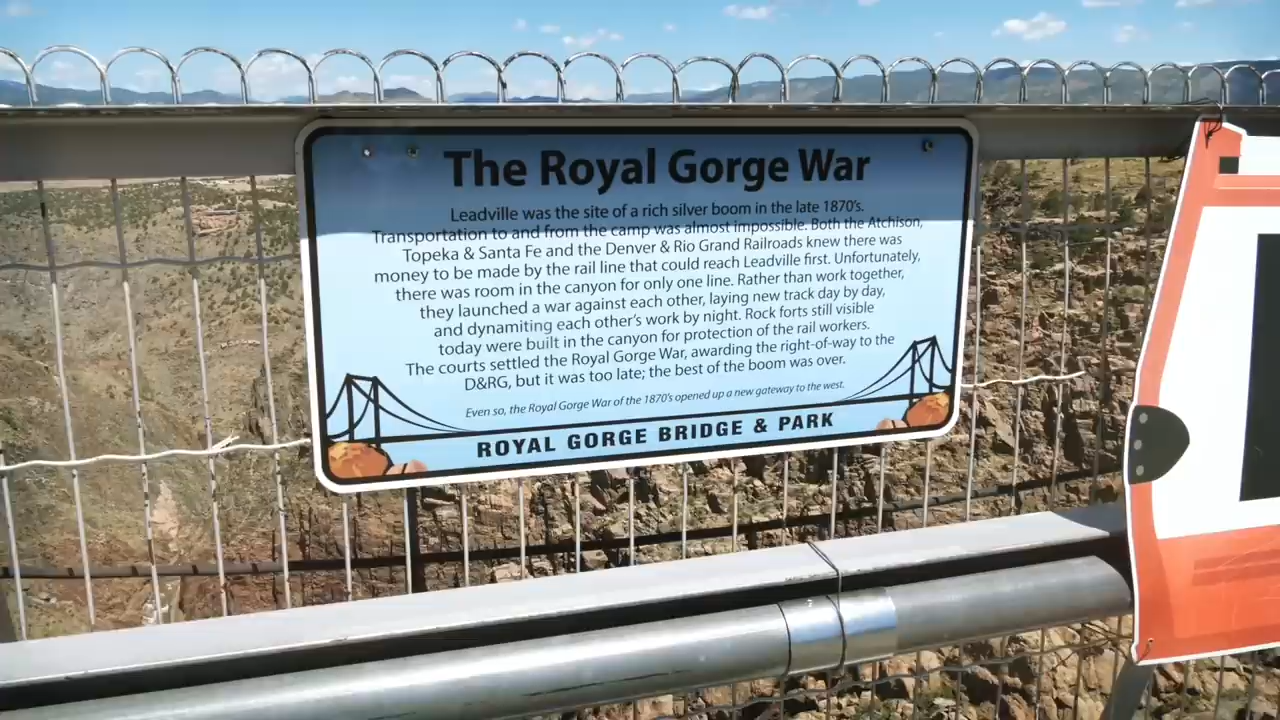 The Royal Gorge War
Leadville was the site of a rich silver boom in the late 1870's.
Transportation to and from the camp was almost impossible. Both the Atchison,
Topeka & Santa Fe and the Denver & Rio Grand Railroads knew there was
money to be made by the rail line that could reach Leadville first. Unfortunately,
there was room in the canyon for only one line. Rather than work together,
they launched a war against each other, laying new track day by day,
and dynamiting each other's work by night. Rock forts still visible
today were built in the canyon for protection of the rail workers.
The courts settled the Royal Gorge War, awarding the right-of-way to the
D&RG, but it was too late; the best of the boom was over.
Even so, the Royal Gorge War of the 1870's opened up a new gateway to the west.
ROYAL GORGE BRIDGE & PARK